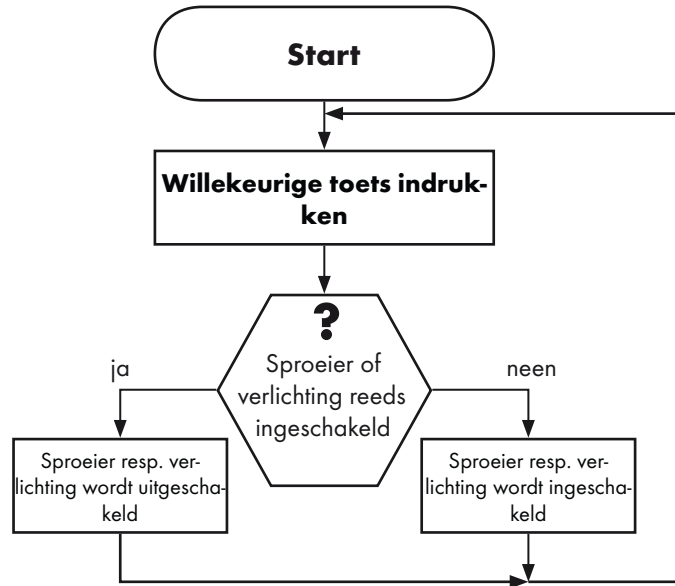 Start
Willekeurige toets indruk-
ken
?
Sproeier of
verlichting reeds
ingeschakeld
ja
neen
Sproeier resp. ver-
lichting wordt uitgescha-
keld
Sproeier resp. ver-
lichting wordt ingescha-
keld